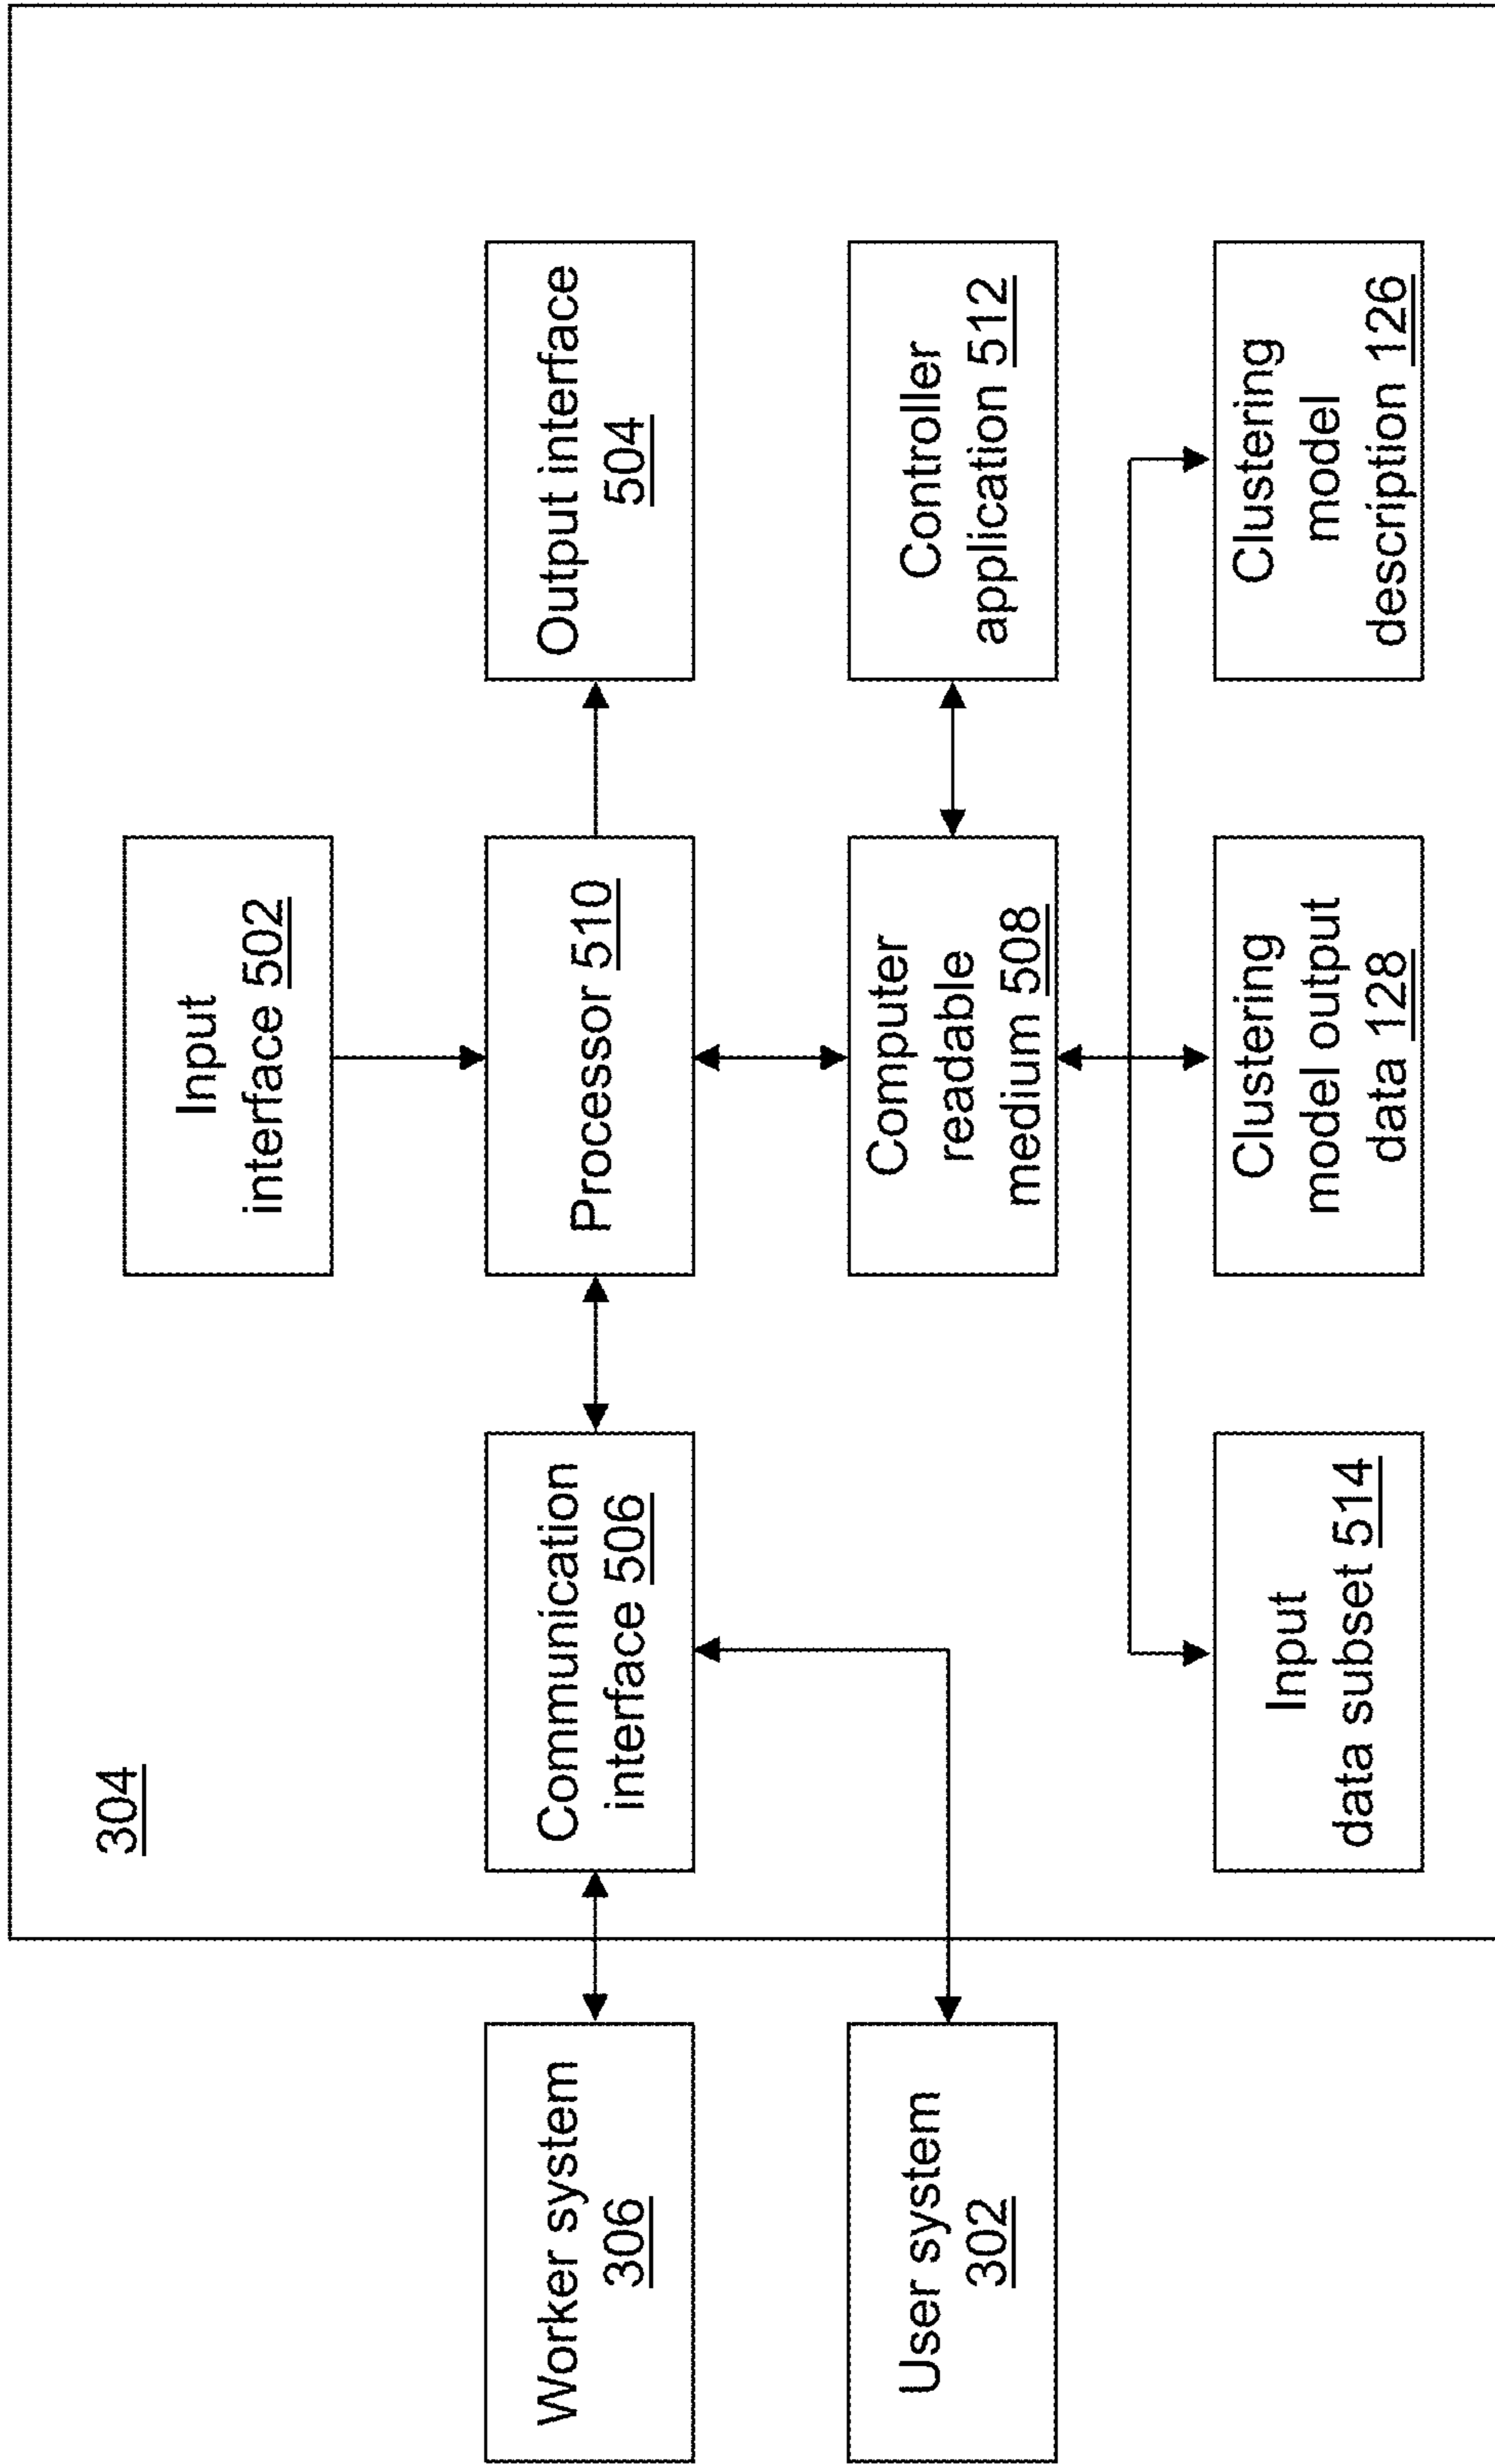 304
Input
interface 502
Worker system
306
Communication
interface 506
Processor 510
Output interface
504
User system
302
Computer
readable
medium 508
Controller
application 512
Input
data subset 514
Clustering
model output
data 128
Clustering
model
description 126